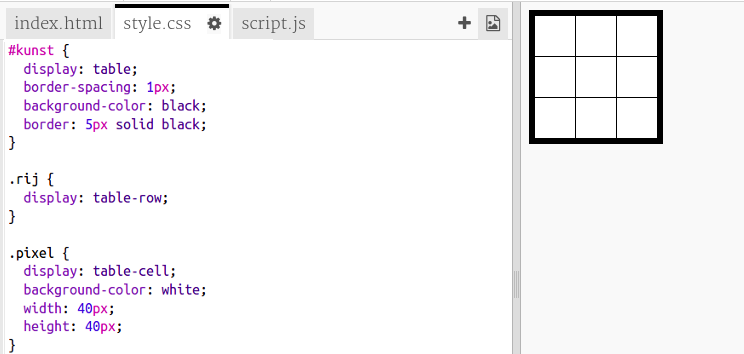 index.html style.css script.js
#kunst {
display: table;
border-spacing: 1px;
background-color: black;
border: 5px solid black;
}
.rij {
display: table-row;
}
.pixel {
display: table-cell;
background-color: white;
width: 40px;
height: 40px;
}